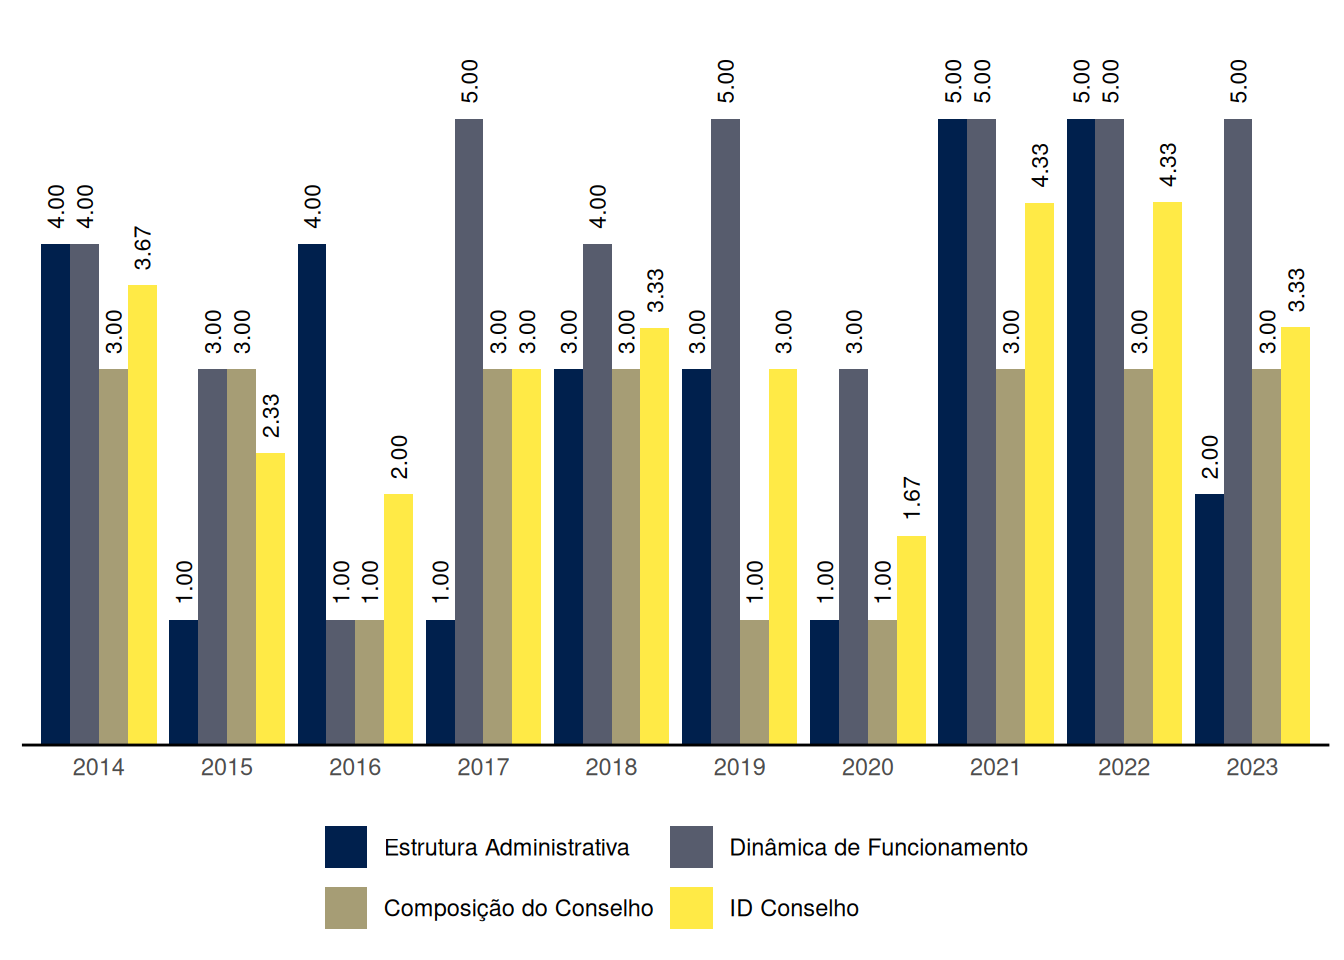 4.00 4.00 3.00 3.67 1.00 3.00 3.00 2.33 4.00 1.00 1.00 2.00 1.00 5.00 3.00 3.00 3.00 4.00 3.00 3.33 3.00 5.00 1.00 3.00 1.00 3.00 1.00 1.67 5.00 5.00 3.00 4.33 5.00 5.00 3.00 4.33 2.00 5.00 3.00 3.33
2014 2015 2016 2017 2018 2019 2020 2021 2022 2023
Estrutura Administrativa Dinâmica de Funcionamento
Composição do Conselho ID Conselho